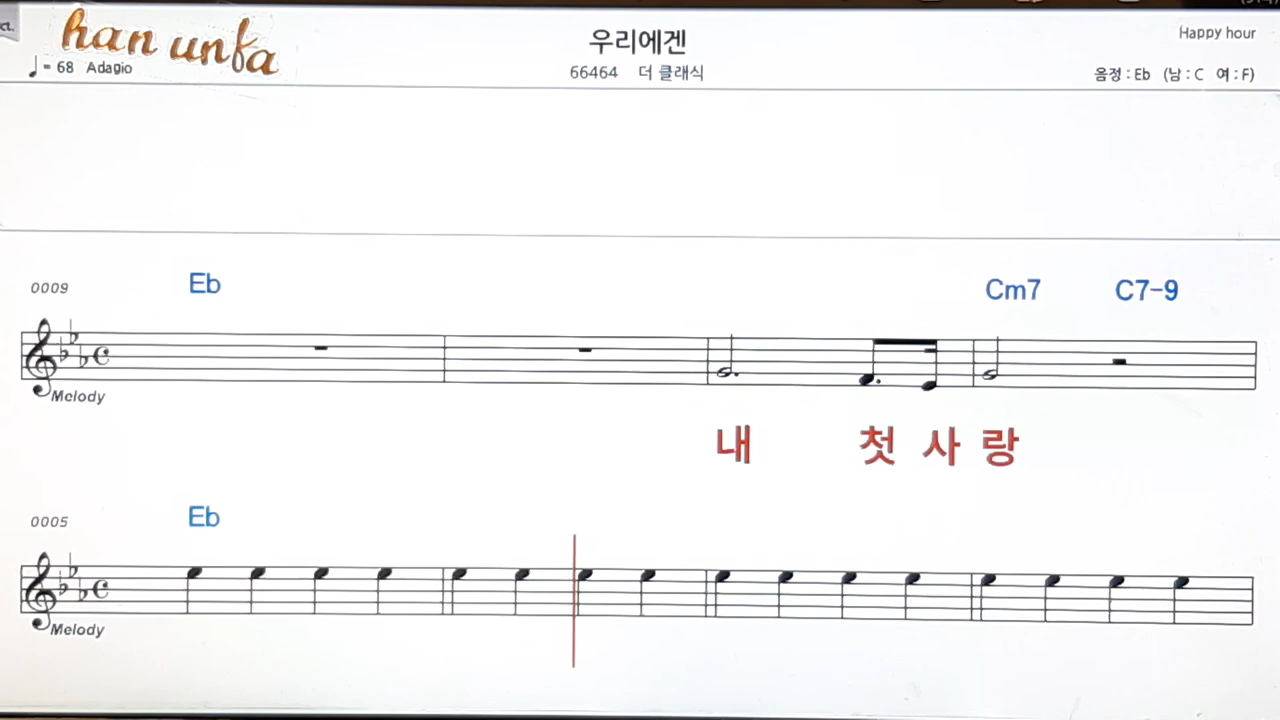 han unfa
우리에겐
Happy hour
♩= 68 Adagio
66464 더 클래식
음정 : Eb (남 : C 여 : F)
0009 Eb Cm7 C7-9
Melody
내 첫 사 랑
0005 Eb
Melody